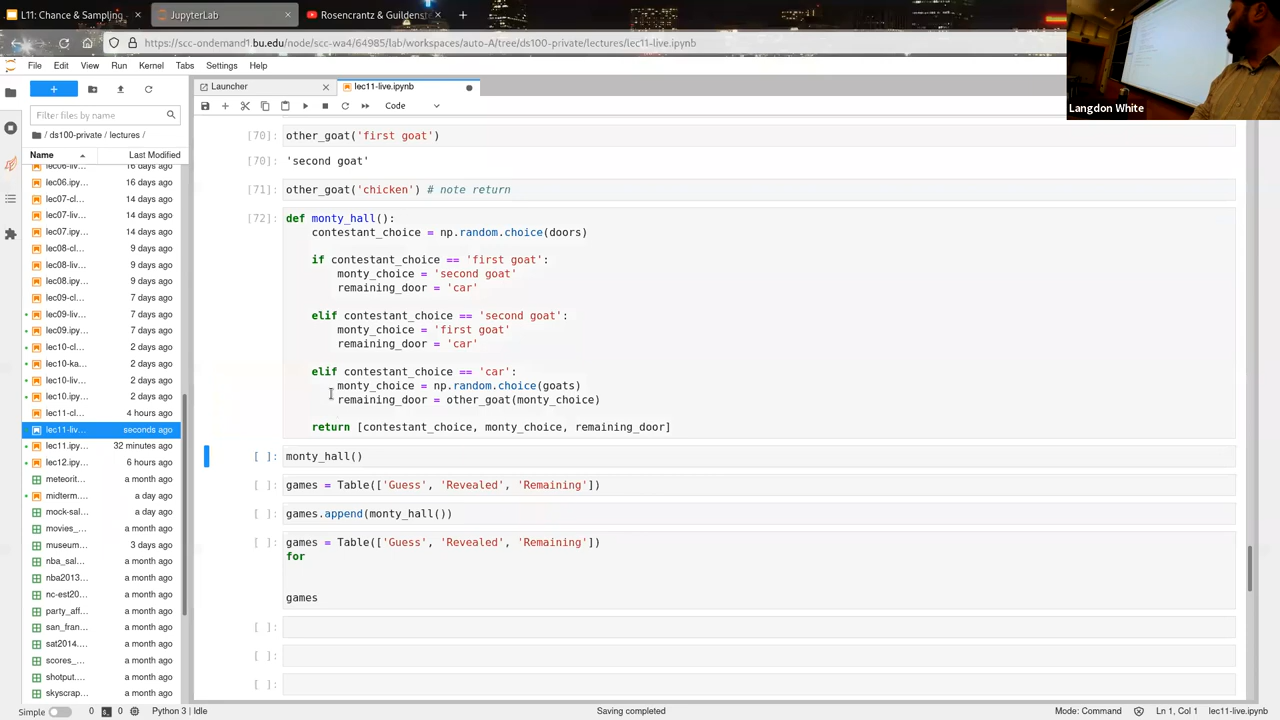 L11: Chance & Sampling
JupyterLab
Rosencrantz & Guildens
https://scc-ondemand1.bu.edu/node/scc-wa4/64985/lab/workspaces/auto-A/tree/ds100-private/lectures/lec11-live.ipynb
Langdon White
File Edit View Run Kernel Tabs Settings Help
Launcher
lec11-live.ipynb
Code
Filter files by name
/ ds100-private / lectures /
Name Last Modified
lec06-liv... 16 days ago
lec06.ipy... 16 days ago
lec07-cl... 14 days ago
lec07-liv... 14 days ago
lec07.ipy... 14 days ago
lec08-cl... 9 days ago
lec08-liv... 9 days ago
lec08.ipy... 9 days ago
lec09-cl... 7 days ago
lec09-liv... 7 days ago
lec09.ipy... 7 days ago
lec10-cl... 2 days ago
lec10-ka... 2 days ago
lec10-liv... 2 days ago
lec10.ipy... 2 days ago
lec11-cl... 4 hours ago
lec11-liv... seconds ago
lec11.ipy... 32 minutes ago
lec12.ipy... 6 hours ago
meteorit... a month ago
midterm.... a day ago
mock-sal... a day ago
movies_... a month ago
museum... 3 days ago
nba_sal... a month ago
nba2013... a month ago
nc-est20... a month ago
party_aff... a month ago
san_fran... a month ago
sat2014.... a month ago
scores_... a month ago
shotput.... a month ago
skyscrap... a month ago
[70]: other_goat('first goat')
[70]: 'second goat'
[71]: other_goat('chicken') # note return
[72]: def monty_hall():
contestant_choice = np.random.choice(doors)
if contestant_choice == 'first goat':
monty_choice = 'second goat'
remaining_door = 'car'
elif contestant_choice == 'second goat':
monty_choice = 'first goat'
remaining_door = 'car'
elif contestant_choice == 'car':
monty_choice = np.random.choice(goats)
remaining_door = other_goat(monty_choice)
return [contestant_choice, monty_choice, remaining_door]
[ ]: monty_hall()
[ ]: games = Table(['Guess', 'Revealed', 'Remaining'])
[ ]: games.append(monty_hall())
[ ]: games = Table(['Guess', 'Revealed', 'Remaining'])
for
games
[ ]:
[ ]:
[ ]:
Simple 0 0 Python 3 | Idle Saving completed Mode: Command Ln 1, Col 1 lec11-live.ipynb